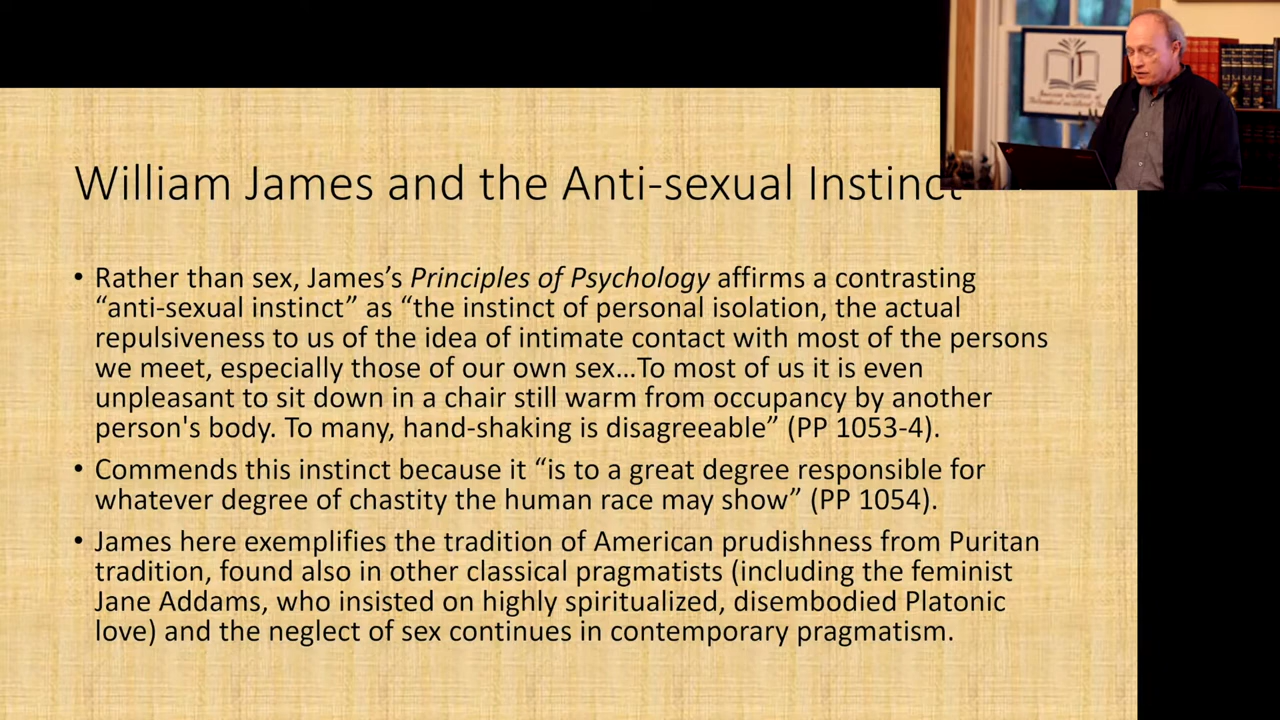 William James and the Anti-sexual Instinct
• Rather than sex, James’s Principles of Psychology affirms a contrasting
“anti-sexual instinct” as “the instinct of personal isolation, the actual
repulsiveness to us of the idea of intimate contact with most of the persons
we meet, especially those of our own sex…To most of us it is even
unpleasant to sit down in a chair still warm from occupancy by another
person's body. To many, hand-shaking is disagreeable” (PP 1053-4).
• Commends this instinct because it “is to a great degree responsible for
whatever degree of chastity the human race may show” (PP 1054).
• James here exemplifies the tradition of American prudishness from Puritan
tradition, found also in other classical pragmatists (including the feminist
Jane Addams, who insisted on highly spiritualized, disembodied Platonic
love) and the neglect of sex continues in contemporary pragmatism.